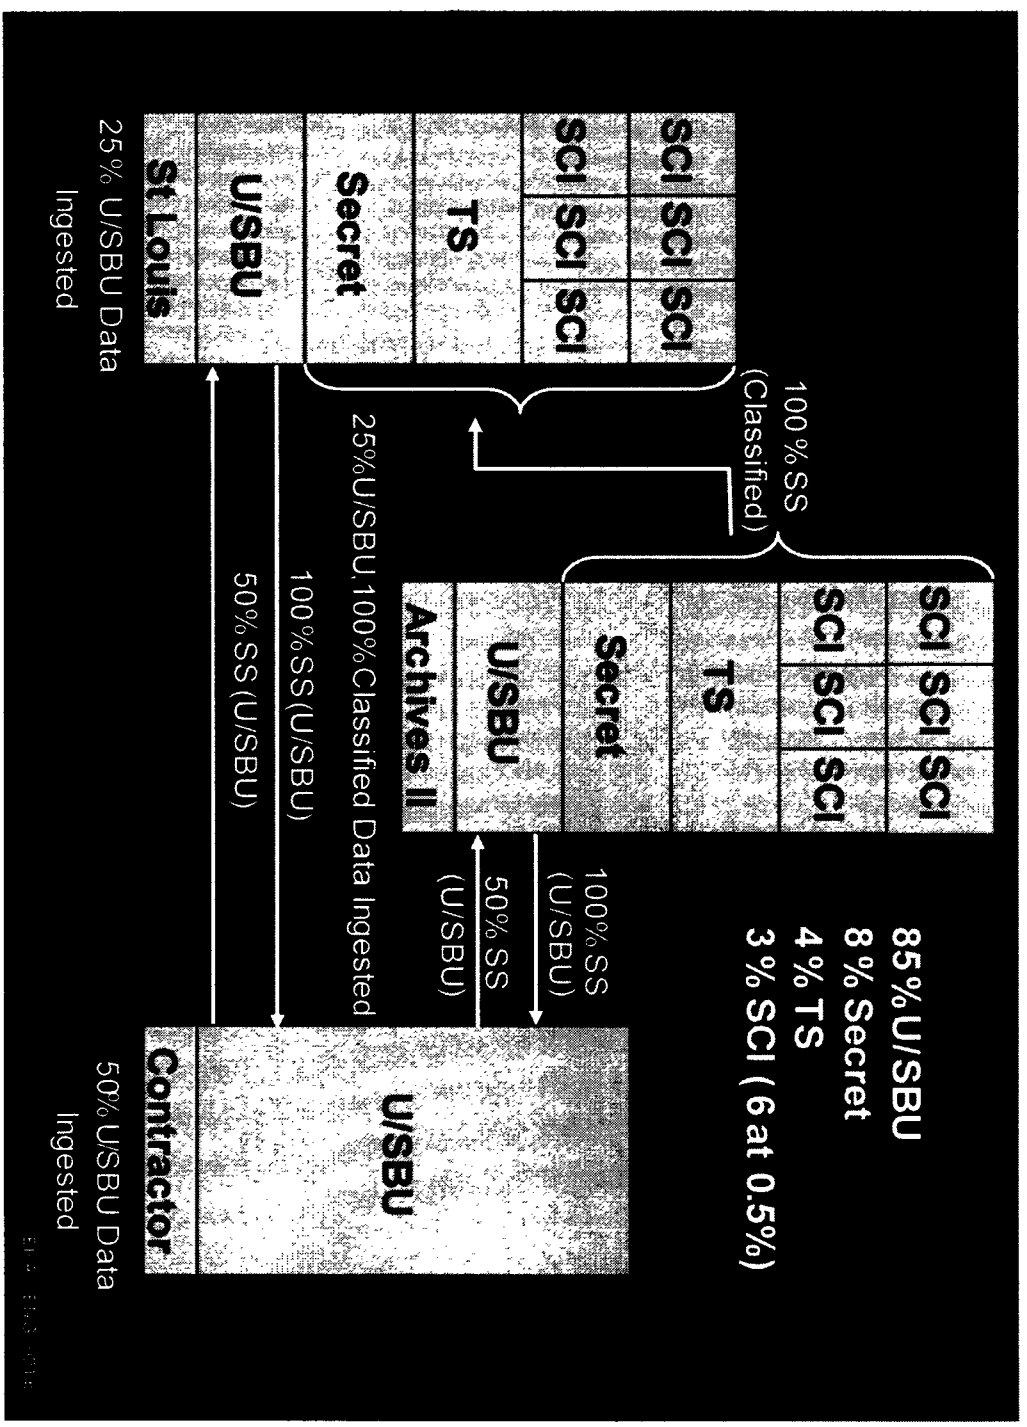 85%U/SBU
8%Secret
4%TS
3%SCI (6 at 0.5%)
SCI SCI SCI
SCI SCI SCI
TS
Secret
U/SBU
Archives II
100%SS
(Classified)
SCI SCI SCI
SCI SCI SCI
TS
Secret
U/SBU
St Louis
25% U/SBU Data
Ingested
100%SS
(U/SBU)
50%SS
(U/SBU)
25%U/SBU,100%Classified Data Ingested
100%SS(U/SBU)
50%SS(U/SBU)
U/SBU
Contractor
50%U/SBU Data
Ingested